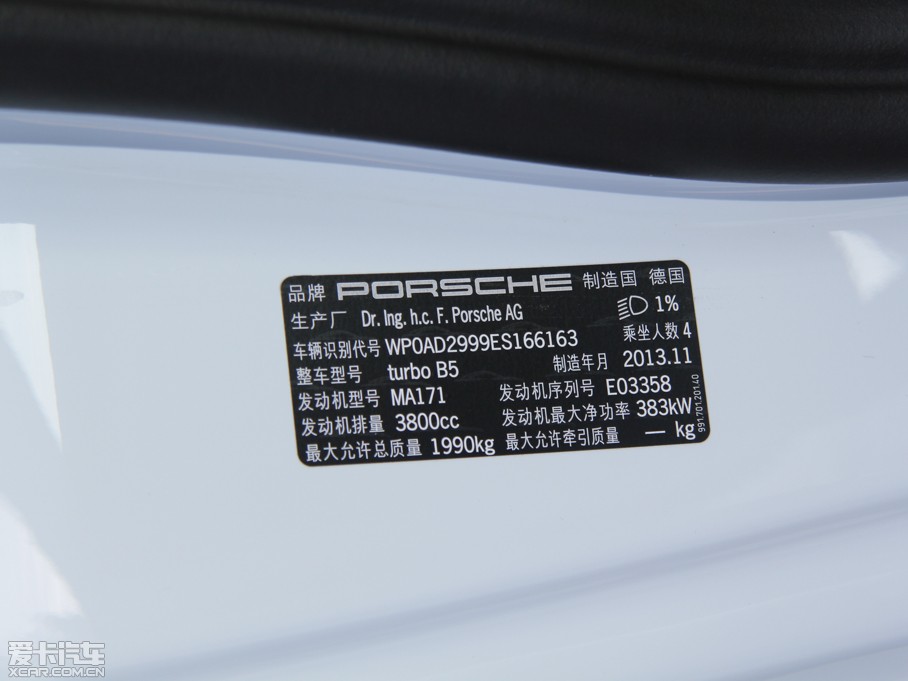 品牌 PORSCHE 制造国 德国
生产厂 Dr. Ing. h.c. F. Porsche AG 1%
乘坐人数 4
车辆识别代号 WP0AD2999ES166163
制造年月 2013.11
整车型号 turbo B5
发动机型号 MA171 发动机序列号 E03358
发动机排量 3800cc 发动机最大净功率 383kW
最大允许总质量 1990kg 最大允许牵引质量 — kg
991.701.201.40
爱卡汽车
XCAR.COM.CN